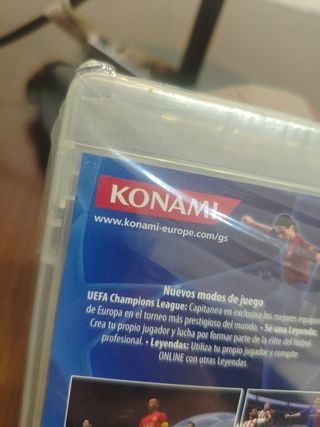 KONAMI
www.konami-europe.com/gs
Nuevos modos de juego
UEFA Champions League: Capitanea en exclusiva los mejores equipos
de Europa en el torneo más prestigioso del mundo. • Sé una Leyenda:
Crea tu propio jugador y lucha por formar parte de la élite del fútbol
profesional. • Leyendas: Utiliza tu propio jugador y compite
ONLINE con otras Leyendas